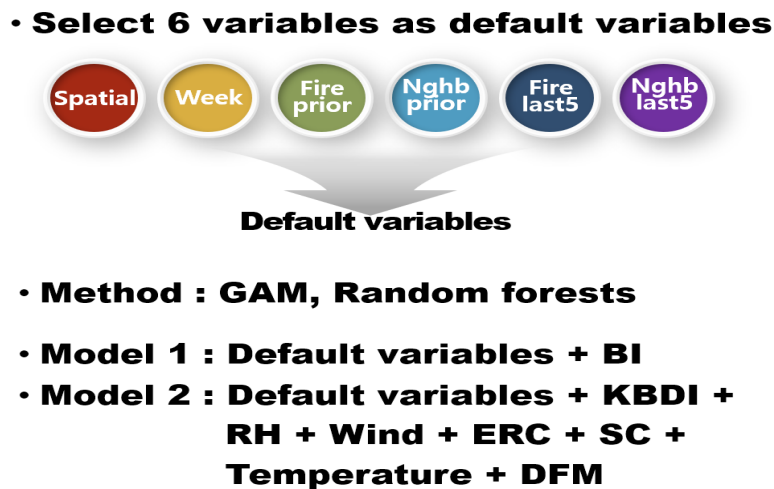 • Select 6 variables as default variables
Spatial
Week
Fire
prior
Nghb
prior
Fire
last5
Nghb
last5
Default variables
• Method : GAM, Random forests
• Model 1 : Default variables + BI
• Model 2 : Default variables + KBDI +
RH + Wind + ERC + SC +
Temperature + DFM